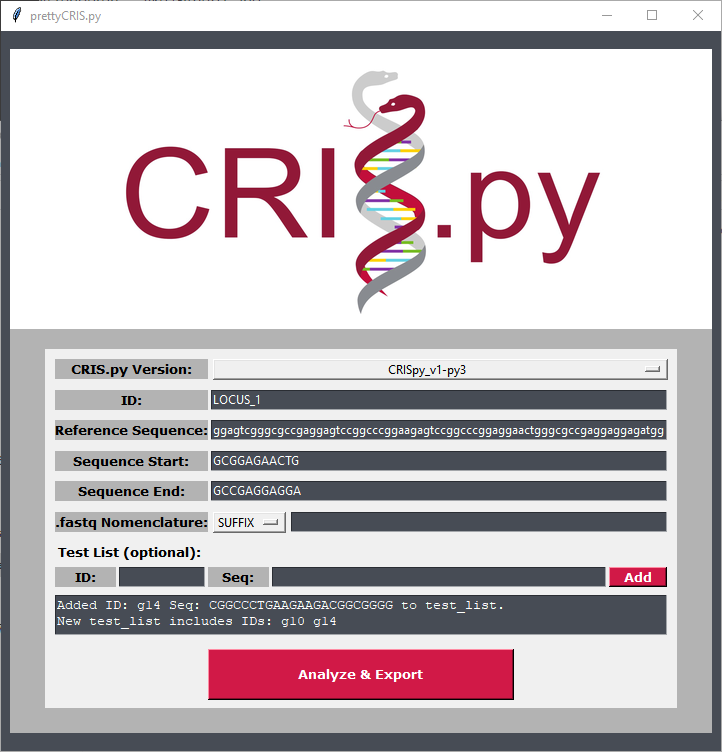 prettyCRIS.py
CRIS.py
CRIS.py Version: CRISpy_v1-py3
ID: LOCUS_1
Reference Sequence: ggagtcgggcgccgaggagtccggcccggaagagtccggcccggaggaactgggcgccgaggaggagatgg
Sequence Start: GCGGAGAACTG
Sequence End: GCCGAGGAGGA
.fastq Nomenclature: SUFFIX
Test List (optional):
ID: Seq: Add
Added ID: g14 Seq: CGGCCCTGAAGAAGACGGCGGGG to test_list.
New test_list includes IDs: g10 g14
Analyze & Export